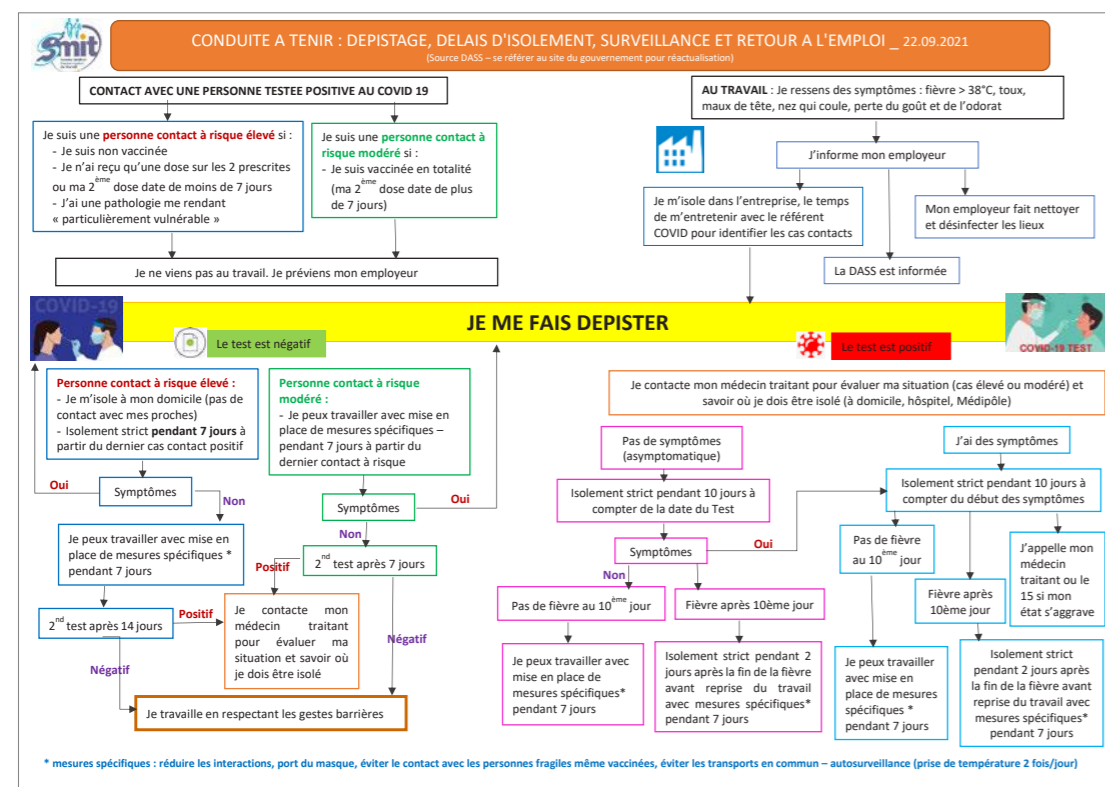 Smit
CONDUITE A TENIR : DEPISTAGE, DELAIS D'ISOLEMENT, SURVEILLANCE ET RETOUR A L'EMPLOI _ 22.09.2021
(Source DASS – se référer au site du gouvernement pour réactualisation)
CONTACT AVEC UNE PERSONNE TESTEE POSITIVE AU COVID 19
Je suis une personne contact à risque élevé si :
- Je suis non vaccinée
- Je n'ai reçu qu'une dose sur les 2 prescrites
ou ma 2ème dose date de moins de 7 jours
- J'ai une pathologie me rendant
« particulièrement vulnérable »
Je suis une personne contact à
risque modéré si :
- Je suis vaccinée en totalité
(ma 2ème dose date de plus
de 7 jours)
Je ne viens pas au travail. Je préviens mon employeur
AU TRAVAIL : Je ressens des symptômes : fièvre > 38°C, toux,
maux de tête, nez qui coule, perte du goût et de l'odorat
J'informe mon employeur
Je m'isole dans l'entreprise, le temps
de m'entretenir avec le référent
COVID pour identifier les cas contacts
Mon employeur fait nettoyer
et désinfecter les lieux
La DASS est informée
COVID-19
JE ME FAIS DEPISTER
COVID-19 TEST
Le test est négatif
Le test est positif
Personne contact à risque élevé :
- Je m'isole à mon domicile (pas de
contact avec mes proches)
- Isolement strict pendant 7 jours à
partir du dernier cas contact positif
Oui
Symptômes
Non
Je peux travailler avec mise en
place de mesures spécifiques *
pendant 7 jours
2nd test après 14 jours
Positif
Négatif
Personne contact à risque
modéré :
- Je peux travailler avec mise en
place de mesures spécifiques –
pendant 7 jours à partir du
dernier contact à risque
Symptômes
Oui
Non
2nd test après 7 jours
Positif
Négatif
Je contacte mon
médecin traitant
pour évaluer ma
situation et savoir où
je dois être isolé
Je travaille en respectant les gestes barrières
Je contacte mon médecin traitant pour évaluer ma situation (cas élevé ou modéré) et
savoir où je dois être isolé (à domicile, hôspitel, Médipôle)
Pas de symptômes
(asymptomatique)
Isolement strict pendant 10 jours à
compter de la date du Test
Symptômes
Oui
Non
Pas de fièvre au 10ème jour
Fièvre après 10ème jour
Je peux travailler avec
mise en place de
mesures spécifiques*
pendant 7 jours
Isolement strict pendant 2
jours après la fin de la fièvre
avant reprise du travail
avec mesures spécifiques*
pendant 7 jours
J'ai des symptômes
Isolement strict pendant 10 jours à
compter du début des symptômes
Pas de fièvre
au 10ème jour
Fièvre après
10ème jour
J'appelle mon
médecin
traitant ou le
15 si mon
état s'aggrave
Je peux travailler
avec mise en
place de mesures
spécifiques *
pendant 7 jours
Isolement strict
pendant 2 jours après
la fin de la fièvre avant
reprise du travail avec
mesures spécifiques*
pendant 7 jours
* mesures spécifiques : réduire les interactions, port du masque, éviter le contact avec les personnes fragiles même vaccinées, éviter les transports en commun – autosurveillance (prise de température 2 fois/jour)